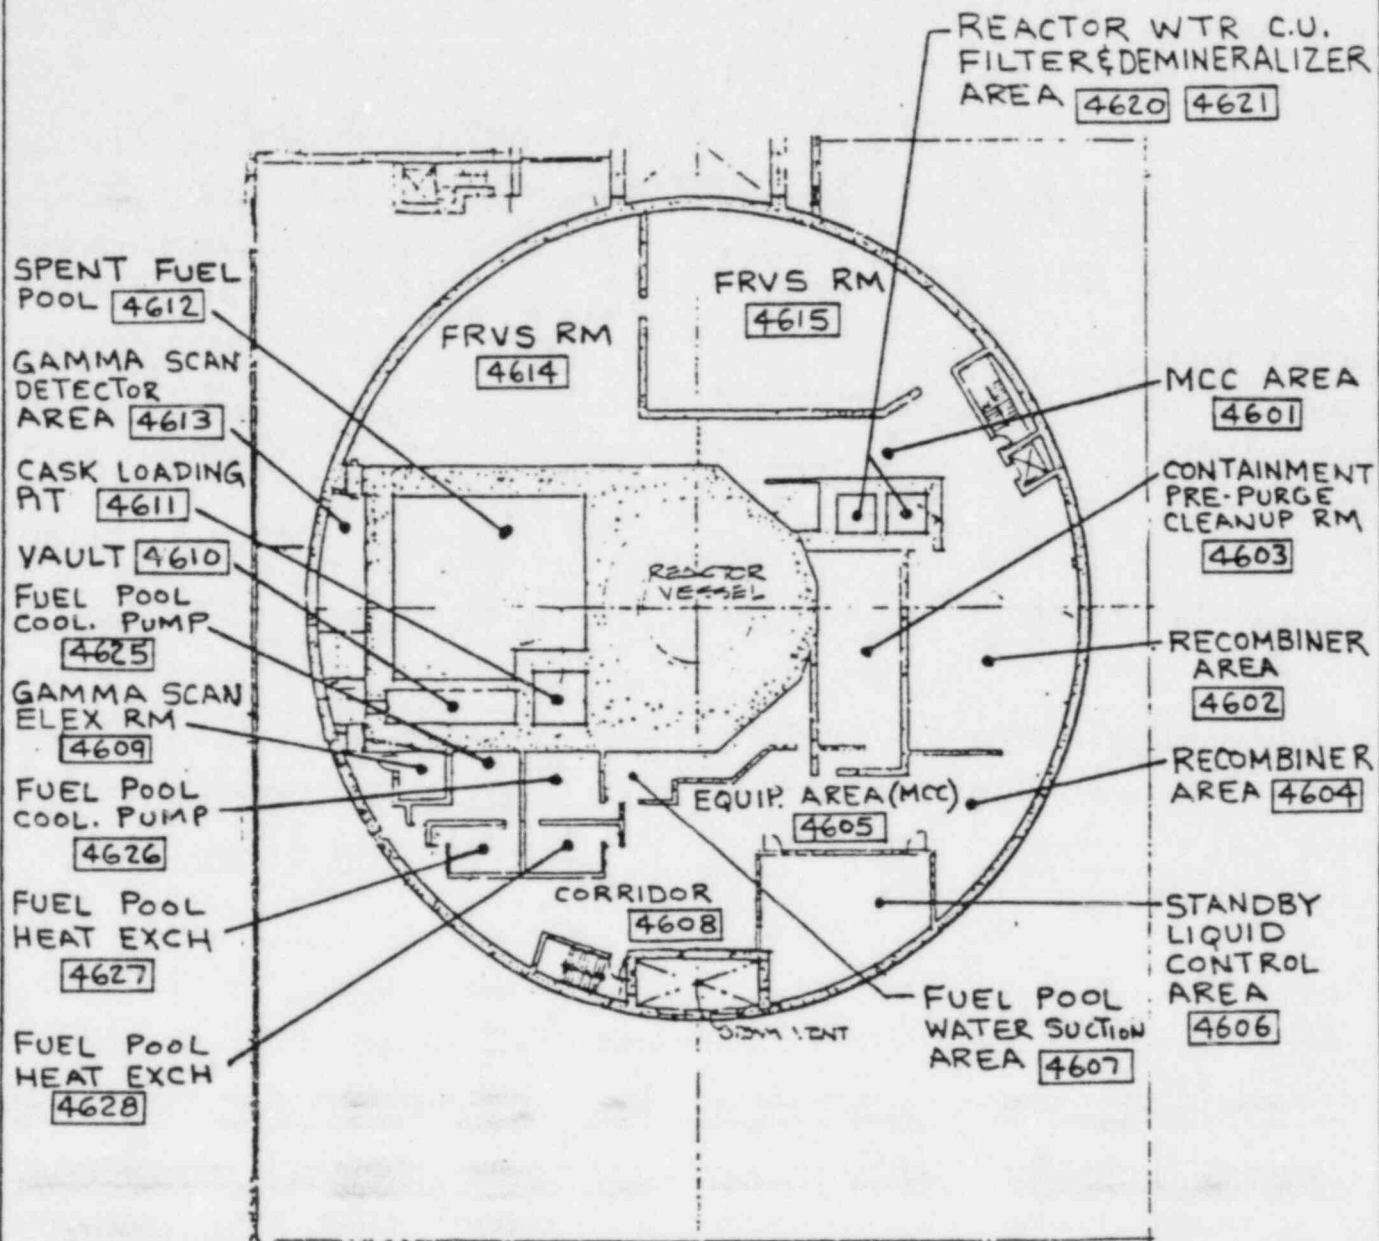 REACTOR WTR C.U.
FILTER & DEMINERALIZER
AREA 4620 4621
SPENT FUEL
POOL 4612
GAMMA SCAN
DETECTOR
AREA 4613
CASK LOADING
PIT 4611
VAULT 4610
FUEL POOL
COOL. PUMP
4625
GAMMA SCAN
ELEX RM
4609
FUEL POOL
COOL. PUMP
4626
FUEL POOL
HEAT EXCH
4627
FUEL POOL
HEAT EXCH
4628
FRVS RM
4614
FRVS RM
4615
REACTOR
VESSEL
EQUIP. AREA (MCC)
4605
CORRIDOR
4608
MCC AREA
4601
CONTAINMENT
PRE-PURGE
CLEANUP RM
4603
RECOMBINER
AREA
4602
RECOMBINER
AREA 4604
STANDBY
LIQUID
CONTROL
AREA
4606
FUEL POOL
WATER SUCTION
AREA 4607